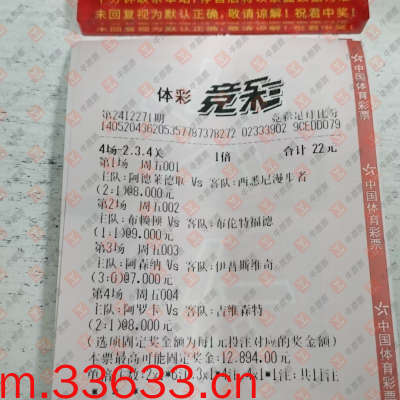 未回复视为默认正确,敬请谅解!祝君中奖!
体彩 竞彩
第2412271期 竞彩足球比分
140520436205357787378272 02333902 9CEDD079
4场-2.3.4关 1倍 合计 22元
第1场 周五001
主队:阿德莱德联 Vs 客队:西悉尼漫步者
(2:1)@8.000元
第2场 周五002
主队:布赖顿 Vs 客队:布伦特福德
(1:1)@9.000元
第3场 周五003
主队:阿森纳 Vs 客队:伊普斯维奇
(3:0)@7.000元
第4场 周五004
主队:阿罗卡 Vs 客队:吉维森特
(2:1)@8.000元
(选项固定奖金额为每1元投注对应的奖金额)
本票最高可能固定奖金:12,894.00元
中国体育彩票
中国体育彩票
中国体育彩票
m.33633.cn